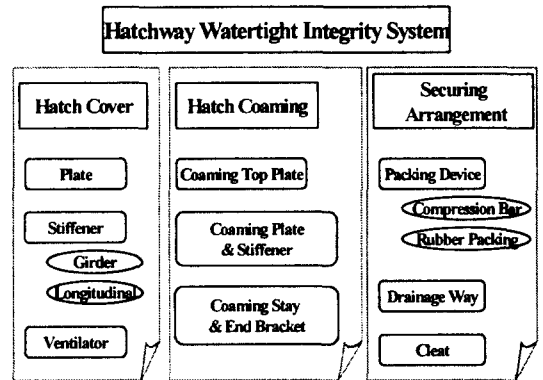 Hatchway Watertight Integrity System
Hatch Cover
Plate
Stiffener
Girder
Longitudinal
Ventilator
Hatch Coaming
Coaming Top Plate
Coaming Plate
& Stiffener
Coaming Stay
& End Bracket
Securing
Arrangement
Packing Device
Compression Bar
Rubber Packing
Drainage Way
Cleat